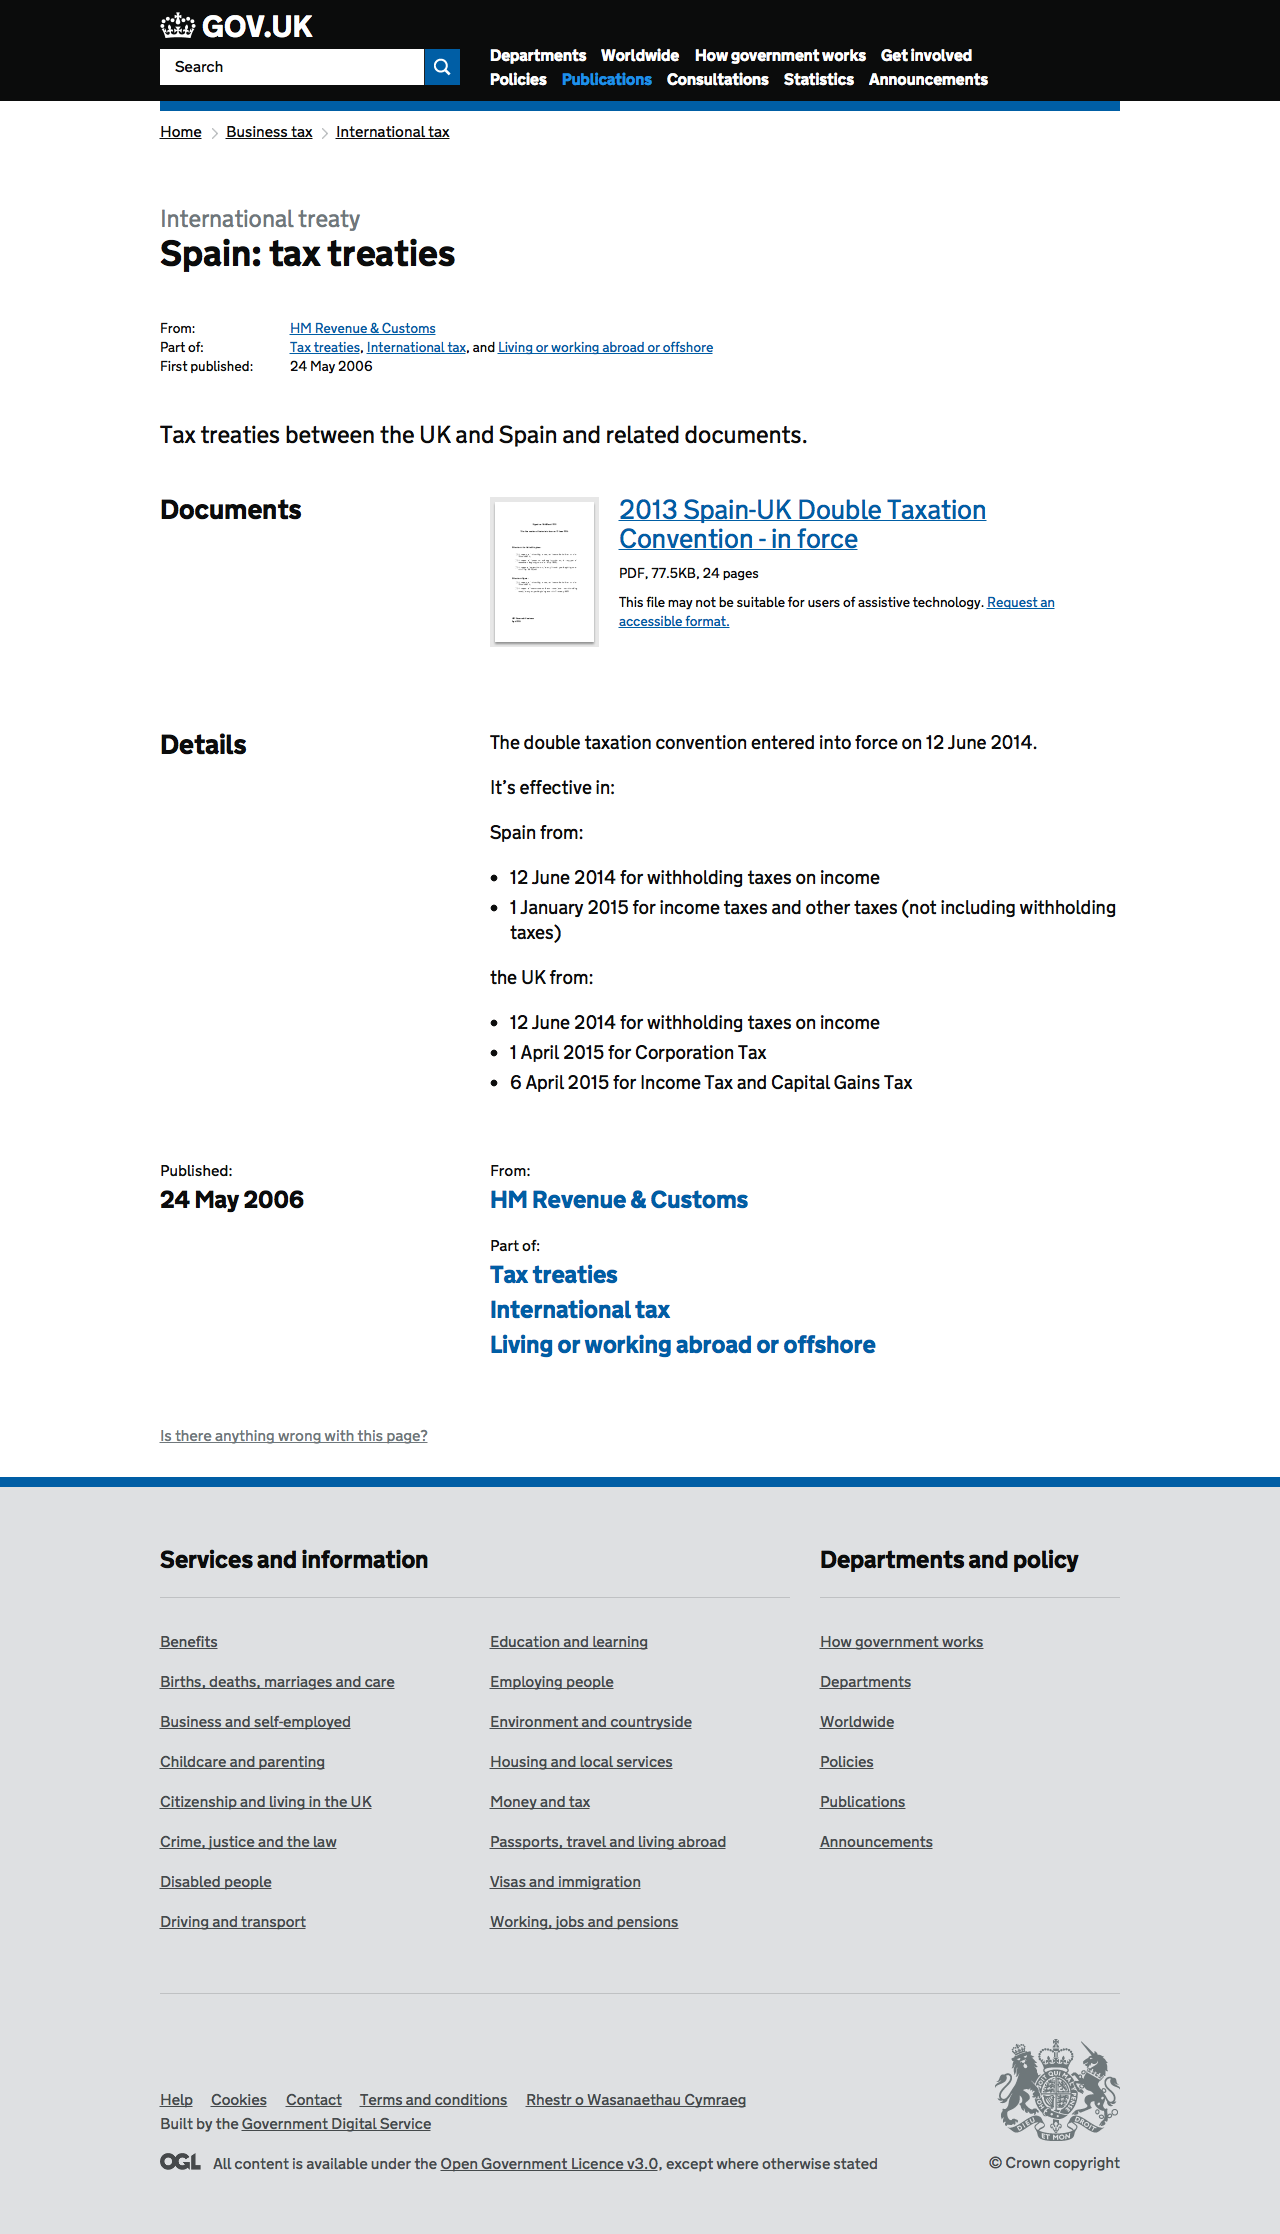 GOV.UK
Search
Departments Worldwide How government works Get involved
Policies Publications Consultations Statistics Announcements
Home Business tax International tax
International treaty
Spain: tax treaties
From: HM Revenue & Customs
Part of: Tax treaties, International tax, and Living or working abroad or offshore
First published: 24 May 2006
Tax treaties between the UK and Spain and related documents.
Documents
2013 Spain-UK Double Taxation
Convention - in force
PDF, 77.5KB, 24 pages
This file may not be suitable for users of assistive technology. Request an
accessible format.
Details
The double taxation convention entered into force on 12 June 2014.
It’s effective in:
Spain from:
• 12 June 2014 for withholding taxes on income
• 1 January 2015 for income taxes and other taxes (not including withholding
taxes)
the UK from:
• 12 June 2014 for withholding taxes on income
• 1 April 2015 for Corporation Tax
• 6 April 2015 for Income Tax and Capital Gains Tax
Published:
24 May 2006
From:
HM Revenue & Customs
Part of:
Tax treaties
International tax
Living or working abroad or offshore
Is there anything wrong with this page?
Services and information
Benefits
Births, deaths, marriages and care
Business and self-employed
Childcare and parenting
Citizenship and living in the UK
Crime, justice and the law
Disabled people
Driving and transport
Education and learning
Employing people
Environment and countryside
Housing and local services
Money and tax
Passports, travel and living abroad
Visas and immigration
Working, jobs and pensions
Departments and policy
How government works
Departments
Worldwide
Policies
Publications
Announcements
Help Cookies Contact Terms and conditions Rhestr o Wasanaethau Cymraeg
Built by the Government Digital Service
OGL All content is available under the Open Government Licence v3.0, except where otherwise stated
DIEU ET MON DROIT
© Crown copyright